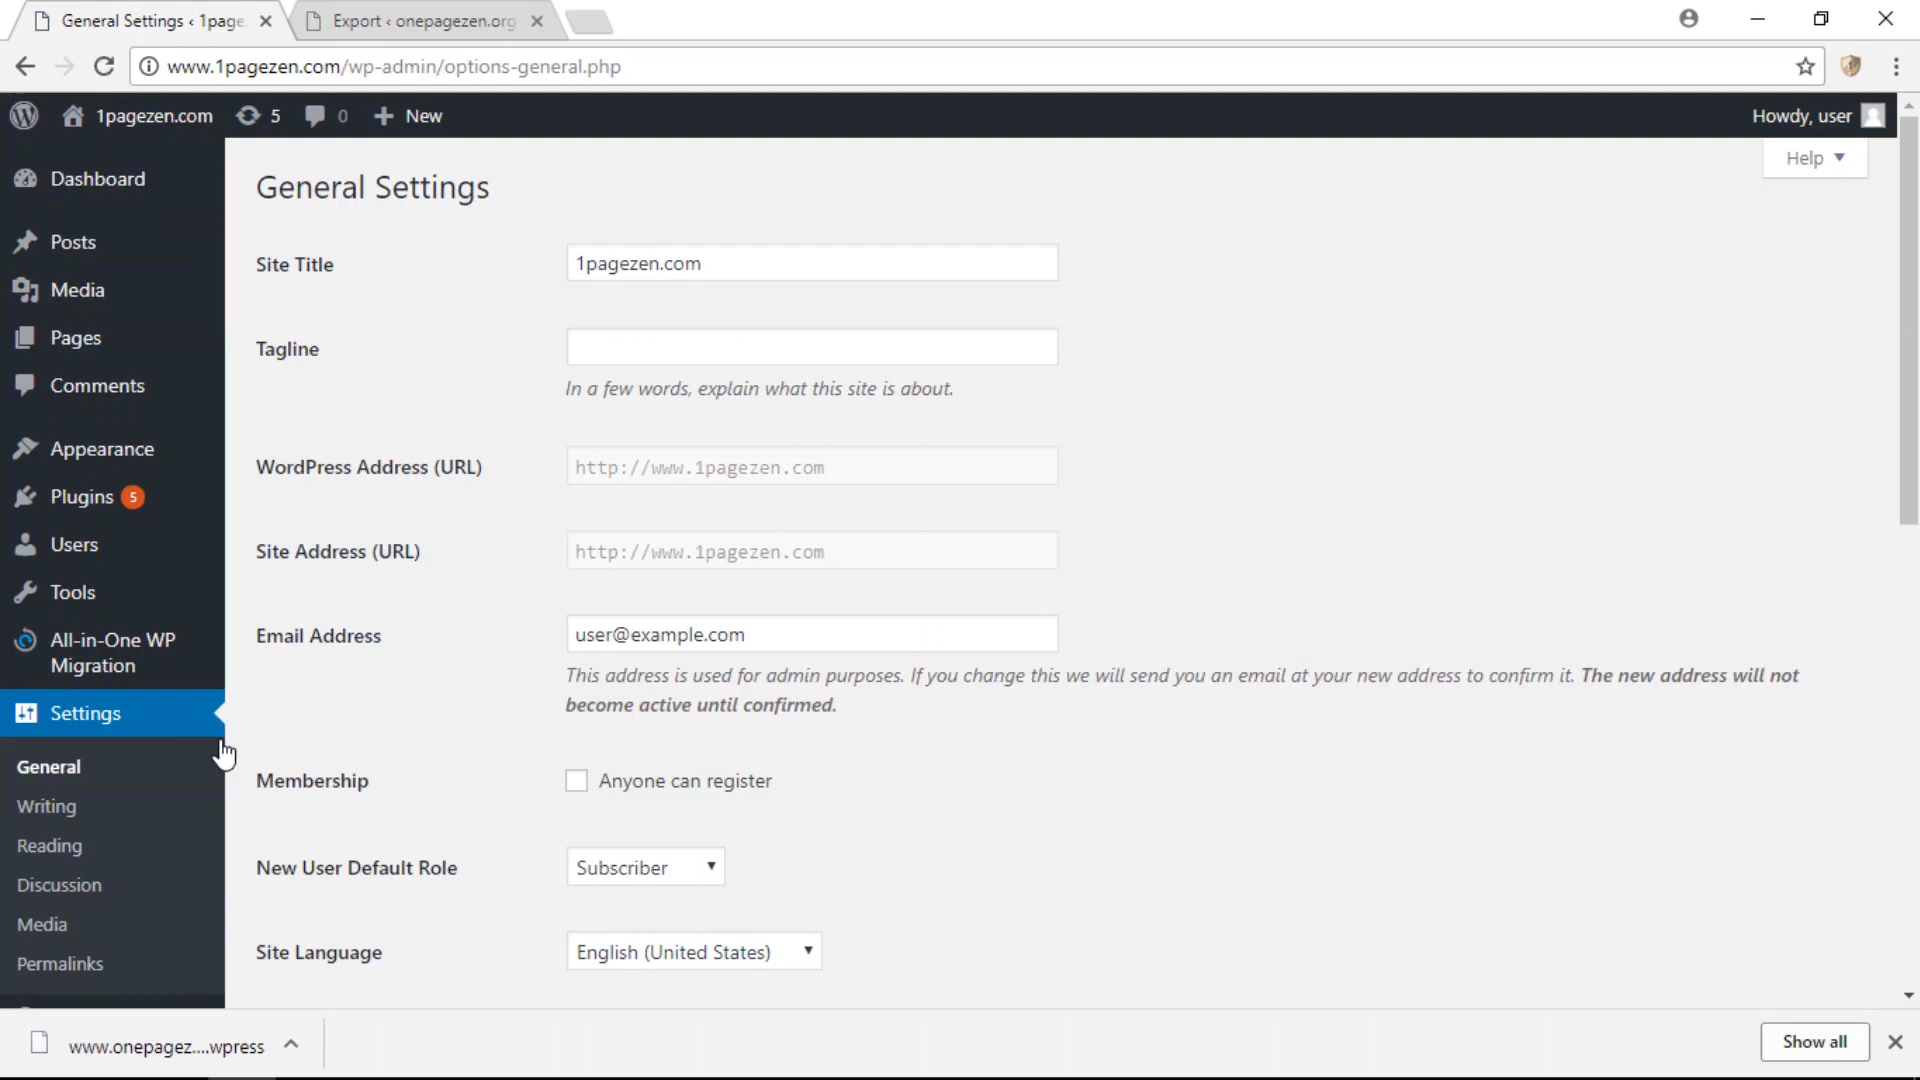 General Settings ‹ 1page
Export ‹ onepagezen.org
www.1pagezen.com/wp-admin/options-general.php
1pagezen.com 5 0 New
Howdy, user
Help
Dashboard
Posts
Media
Pages
Comments
Appearance
Plugins 5
Users
Tools
All-in-One WP
Migration
Settings
General
Writing
Reading
Discussion
Media
Permalinks
General Settings
Site Title
1pagezen.com
Tagline
In a few words, explain what this site is about.
WordPress Address (URL)
http://www.1pagezen.com
Site Address (URL)
http://www.1pagezen.com
Email Address
user@example.com
This address is used for admin purposes. If you change this we will send you an email at your new address to confirm it. The new address will not
become active until confirmed.
Membership
Anyone can register
New User Default Role
Subscriber
Site Language
English (United States)
www.onepagez....wpress
Show all